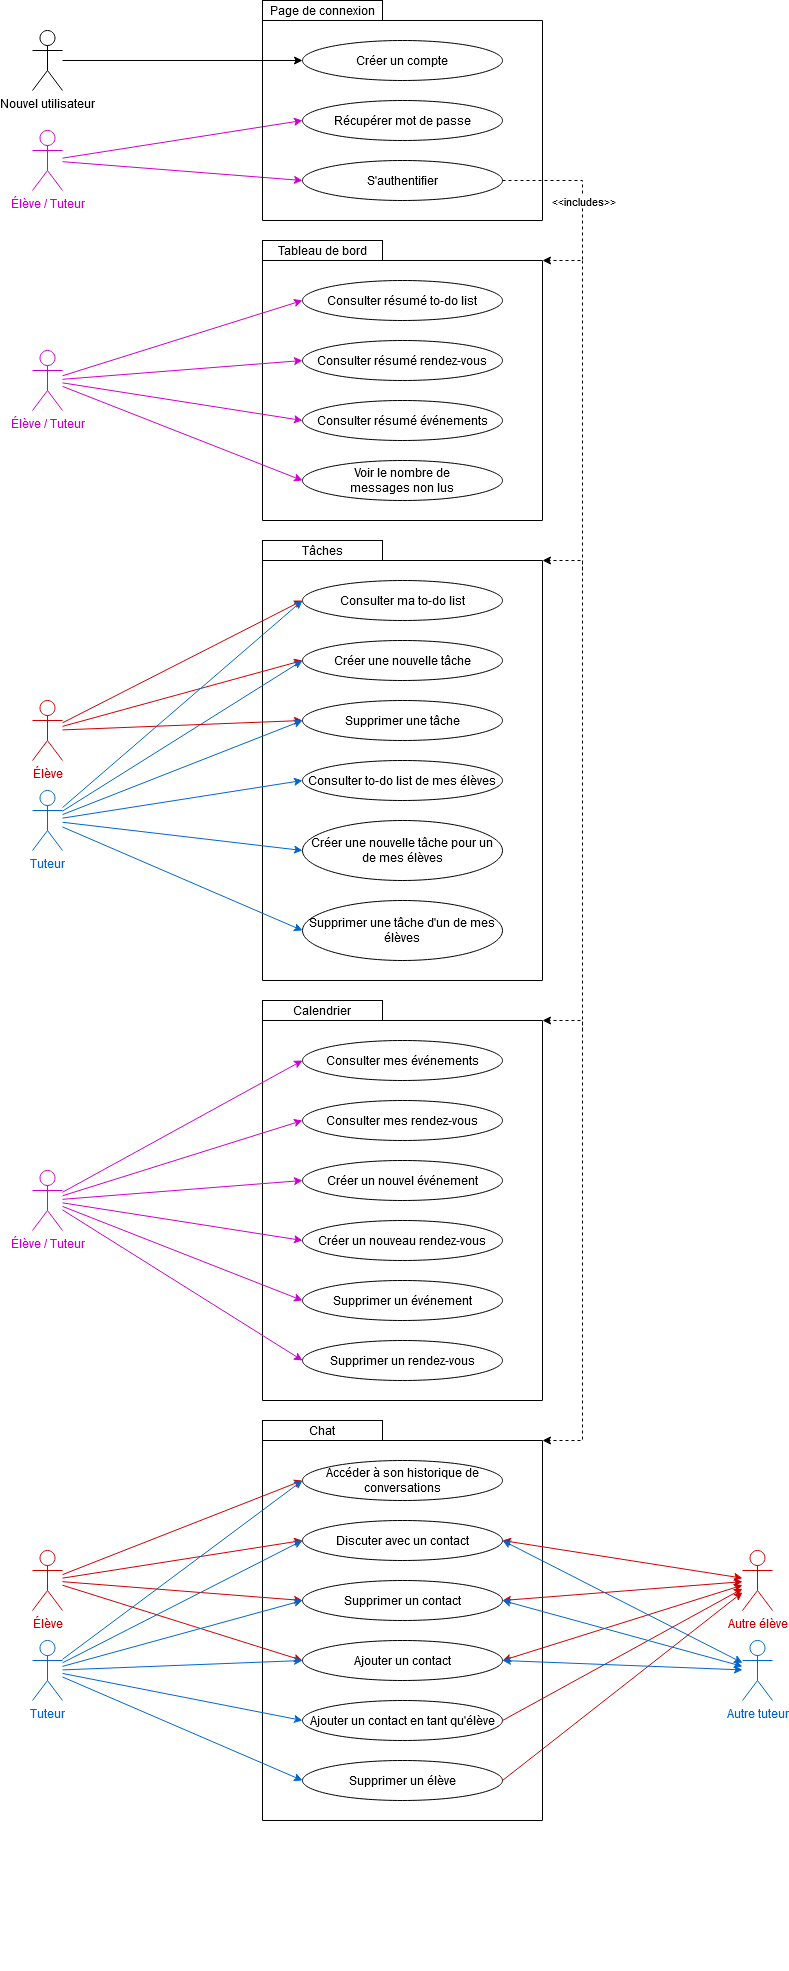 Page de connexion
Créer un compte
Nouvel utilisateur
Récupérer mot de passe
S'authentifier
Élève / Tuteur
<<includes>>
Tableau de bord
Consulter résumé to-do list
Consulter résumé rendez-vous
Élève / Tuteur
Consulter résumé événements
Voir le nombre de
messages non lus
Tâches
Consulter ma to-do list
Créer une nouvelle tâche
Supprimer une tâche
Élève
Consulter to-do list de mes élèves
Créer une nouvelle tâche pour un
de mes élèves
Tuteur
Supprimer une tâche d'un de mes
élèves
Calendrier
Consulter mes événements
Consulter mes rendez-vous
Créer un nouvel événement
Créer un nouveau rendez-vous
Élève / Tuteur
Supprimer un événement
Supprimer un rendez-vous
Chat
Accéder à son historique de
conversations
Discuter avec un contact
Supprimer un contact
Élève
Autre élève
Ajouter un contact
Tuteur
Ajouter un contact en tant qu'élève
Autre tuteur
Supprimer un élève